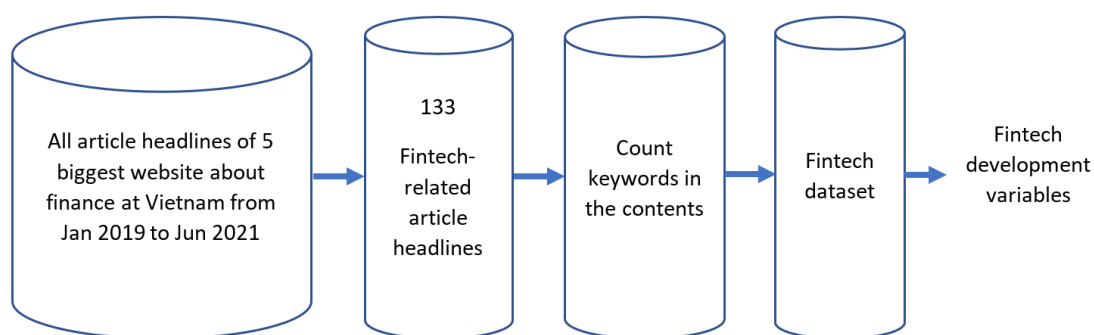 All article headlines of 5
biggest website about
finance at Vietnam from
Jan 2019 to Jun 2021
133
Fintech-
related
article
headlines
Count
keywords in
the contents
Fintech
dataset
Fintech
development
variables